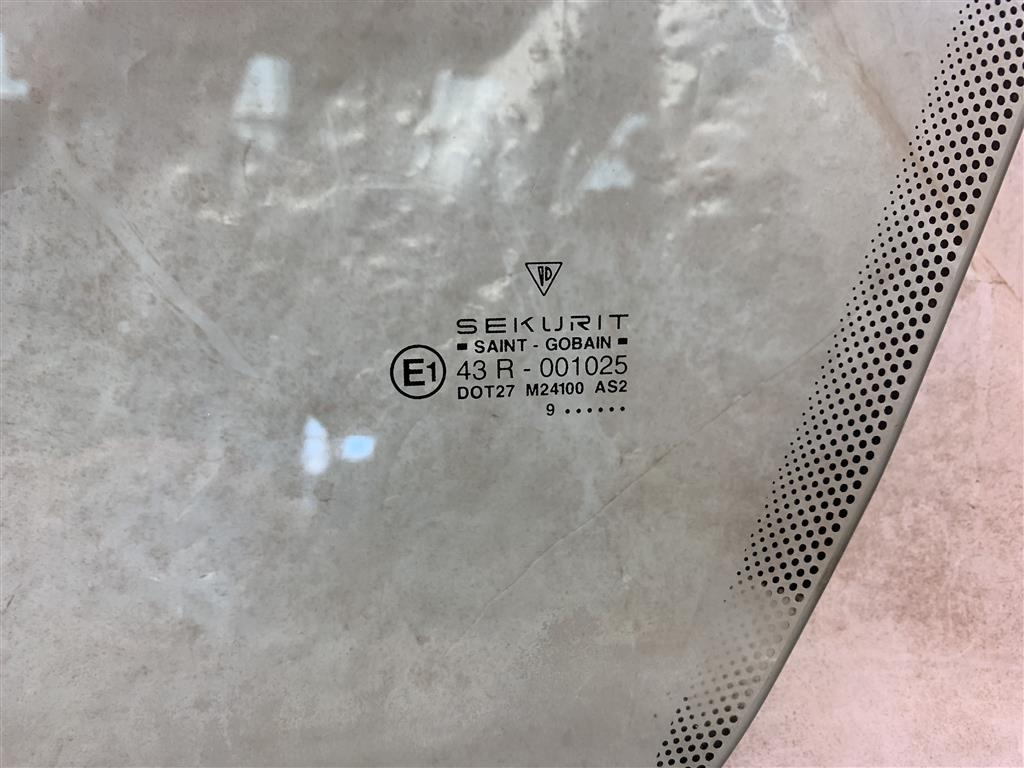 SEKURIT
SAINT - GOBAIN
E1
43 R - 001025
DOT27 M24100 AS2
9 ......